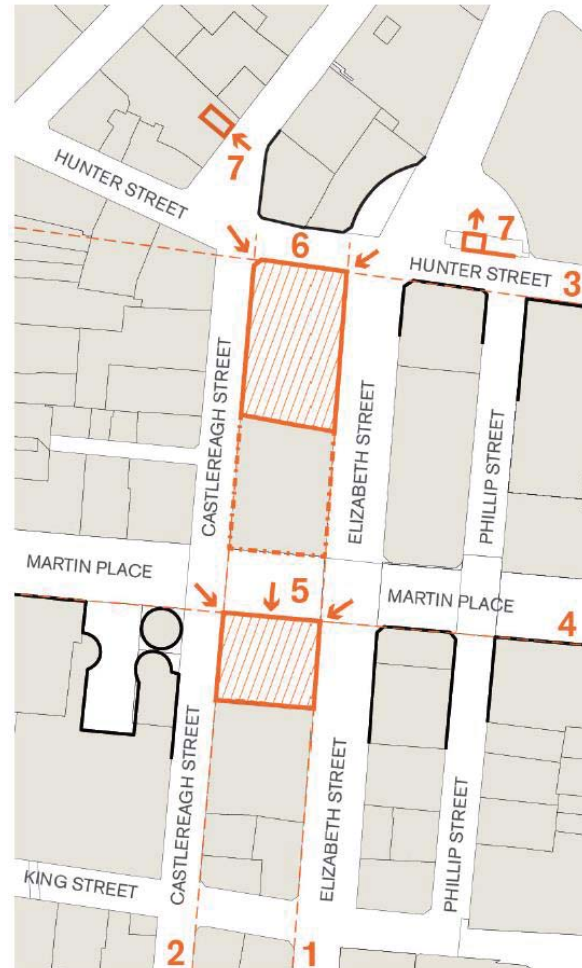 HUNTER STREET
7
6
7
HUNTER STREET
3
CASTLEREAGH STREET
ELIZABETH STREET
PHILLIP STREET
MARTIN PLACE
5
MARTIN PLACE
4
CASTLEREAGH STREET
ELIZABETH STREET
PHILLIP STREET
KING STREET
2
1